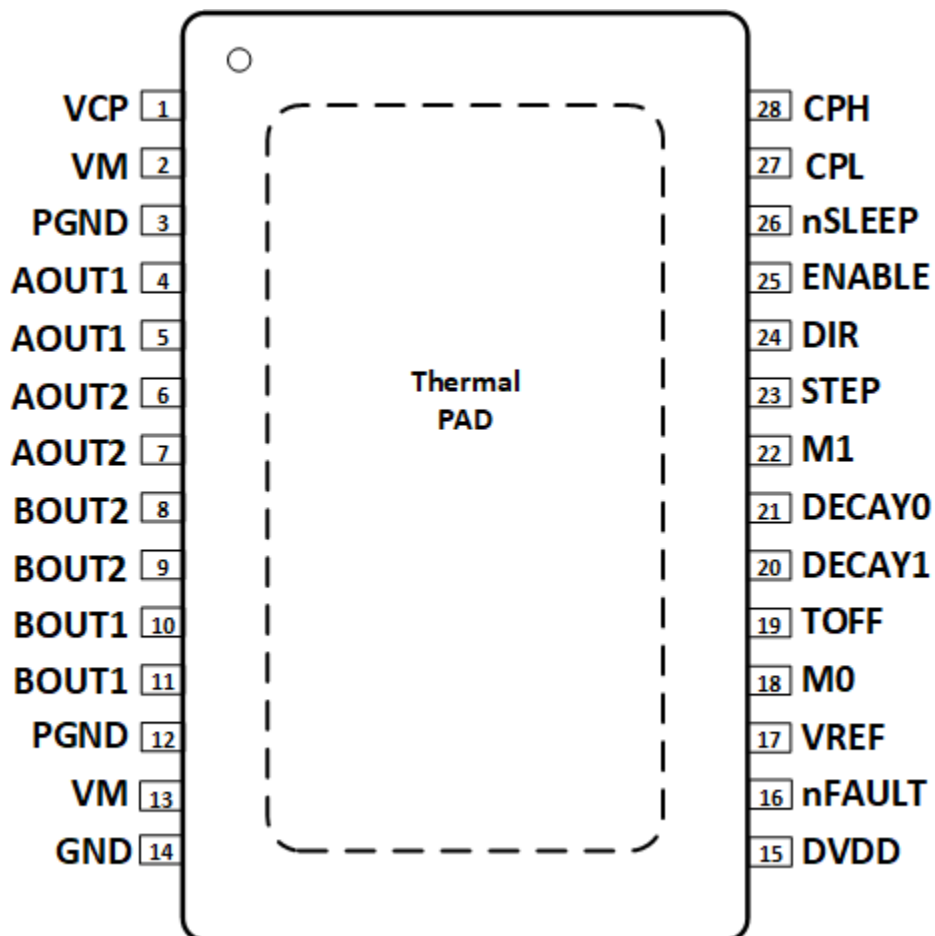 VCP 1
VM 2
PGND 3
AOUT1 4
AOUT1 5
AOUT2 6
AOUT2 7
BOUT2 8
BOUT2 9
BOUT1 10
BOUT1 11
PGND 12
VM 13
GND 14
Thermal
PAD
28 CPH
27 CPL
26 nSLEEP
25 ENABLE
24 DIR
23 STEP
22 M1
21 DECAY0
20 DECAY1
19 TOFF
18 M0
17 VREF
16 nFAULT
15 DVDD